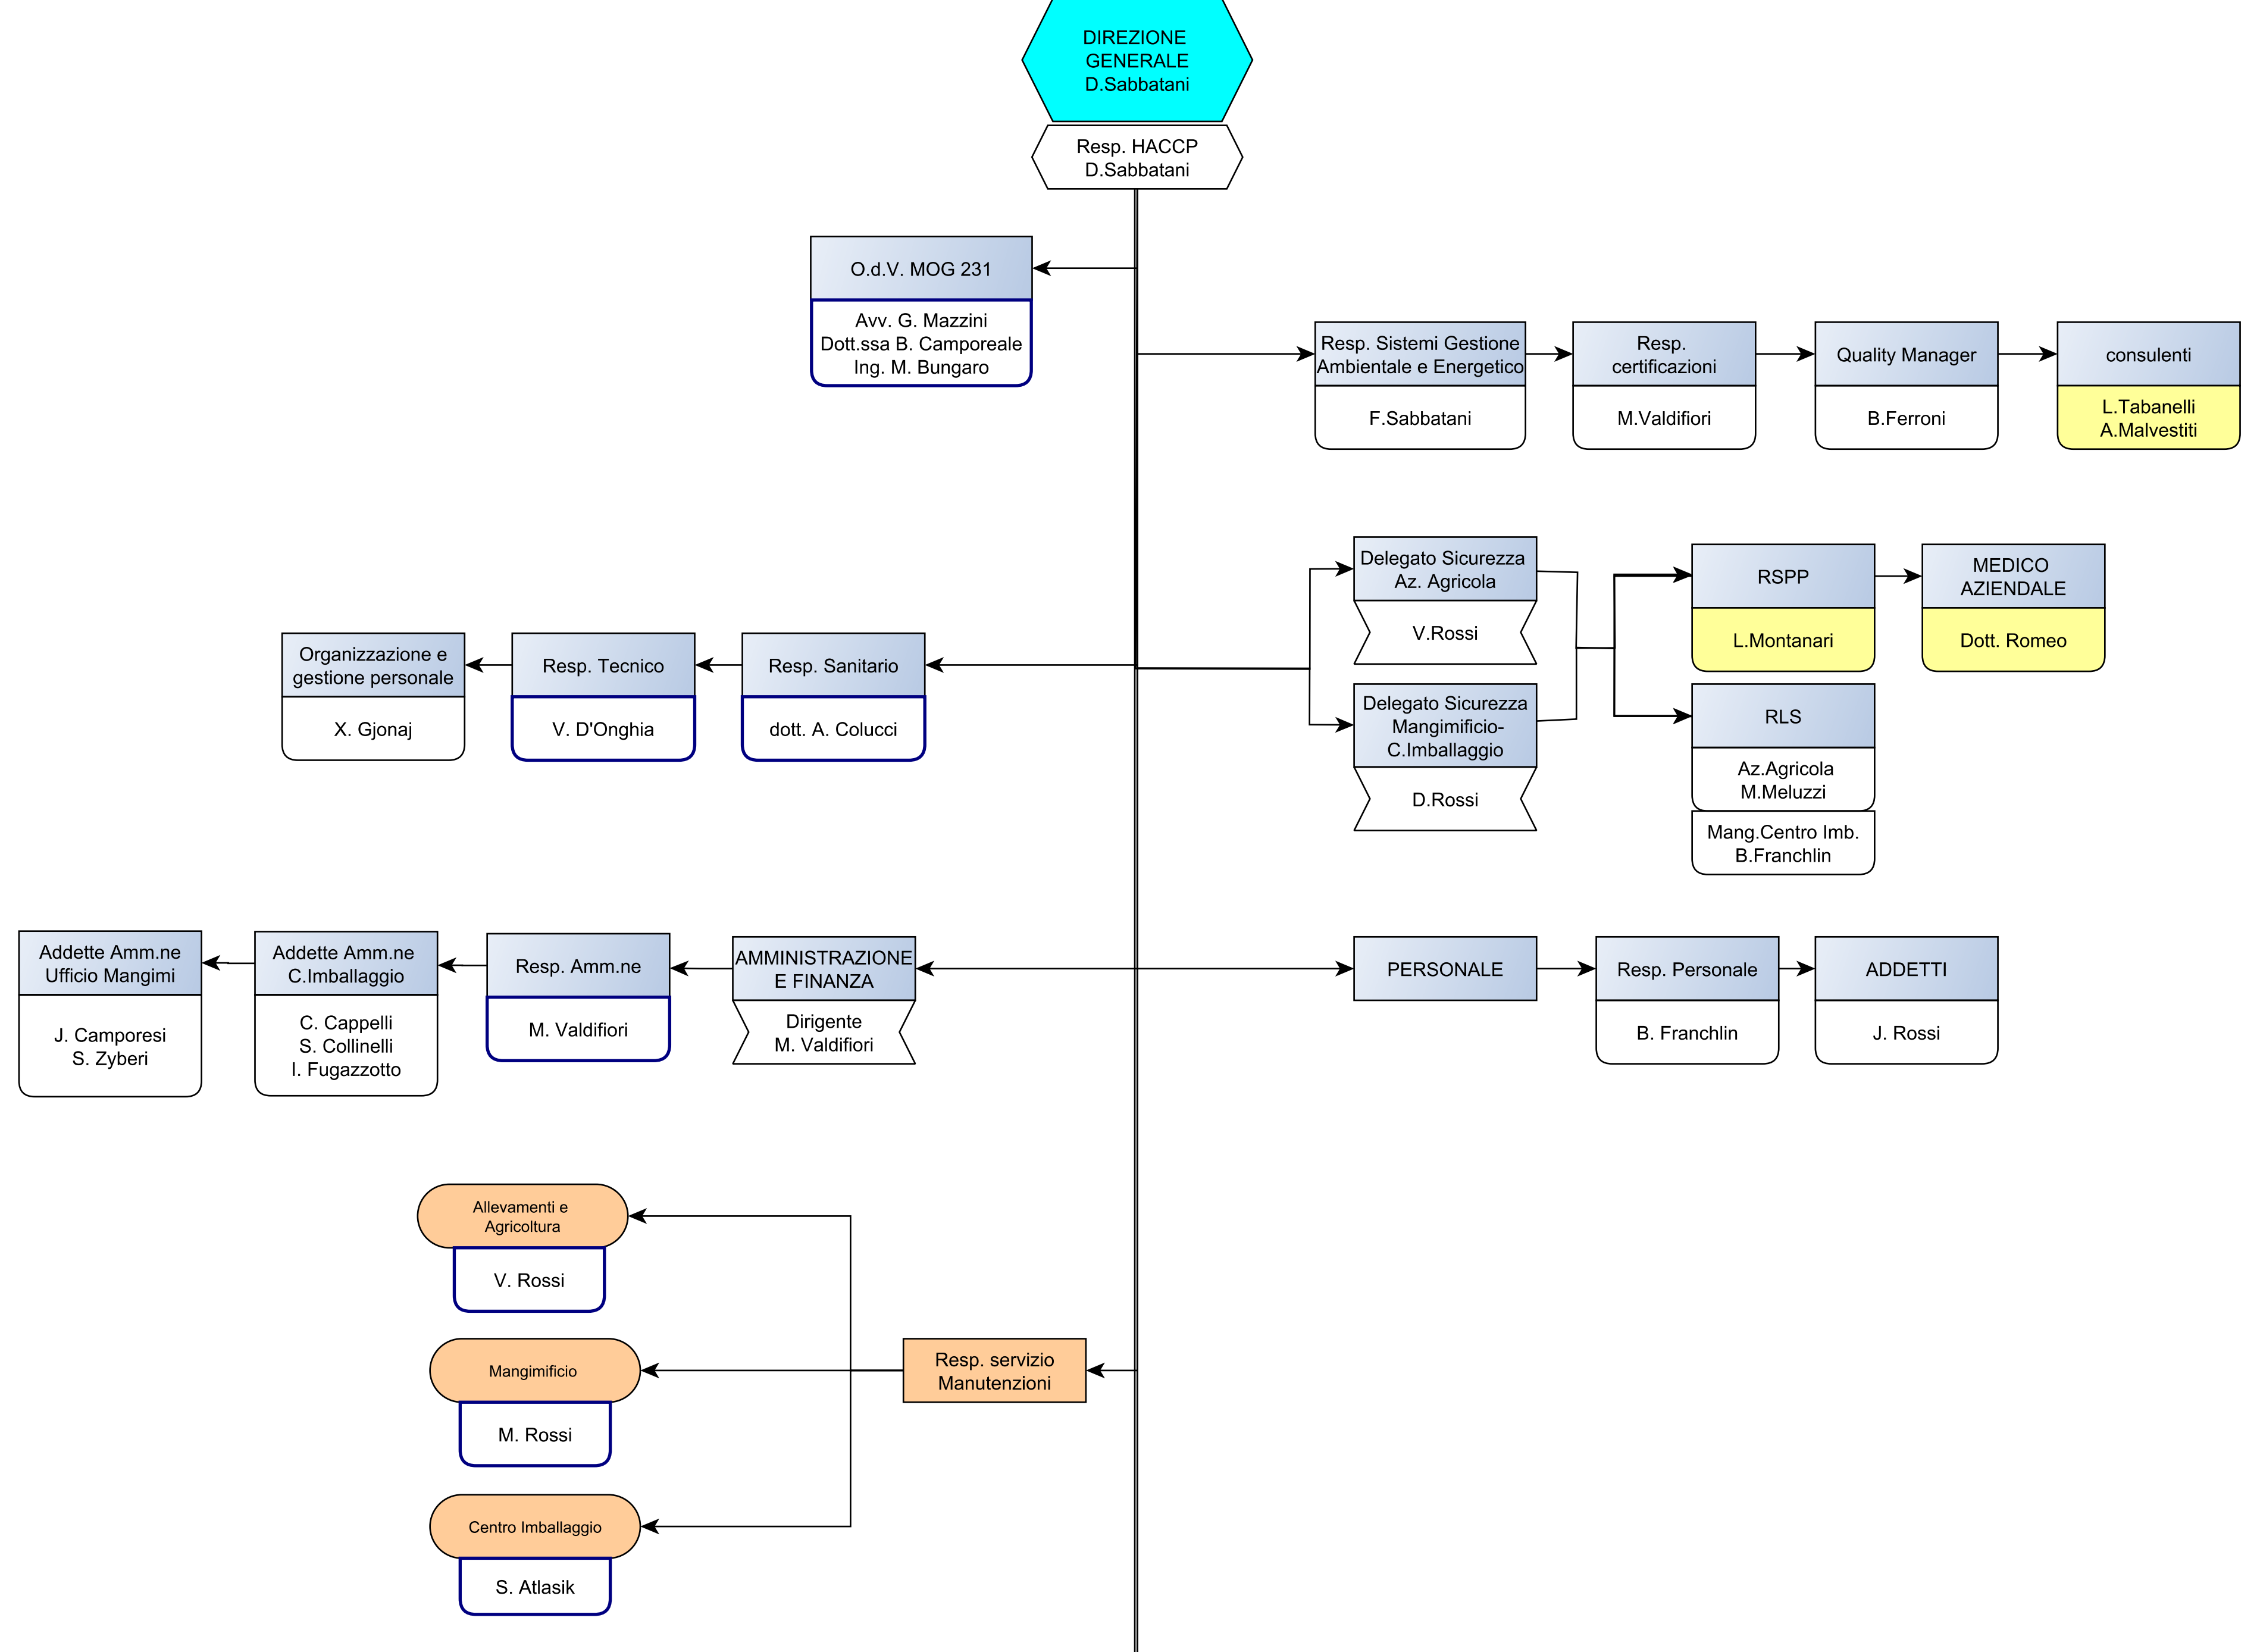 DIREZIONE
GENERALE
D.Sabbatani
Resp. HACCP
D.Sabbatani
O.d.V. MOG 231
Avv. G. Mazzini
Dott.ssa B. Camporeale
Ing. M. Bungaro
Resp. Sistemi Gestione
Ambientale e Energetico
F.Sabbatani
Resp.
certificazioni
M.Valdifiori
Quality Manager
B.Ferroni
consulenti
L.Tabanelli
A.Malvestiti
Delegato Sicurezza
Az. Agricola
V.Rossi
RSPP
L.Montanari
MEDICO
AZIENDALE
Dott. Romeo
Organizzazione e
gestione personale
X. Gjonaj
Resp. Tecnico
V. D'Onghia
Resp. Sanitario
dott. A. Colucci
Delegato Sicurezza
Mangimificio-
C.Imballaggio
D.Rossi
RLS
Az.Agricola
M.Meluzzi
Mang.Centro Imb.
B.Franchlin
Addette Amm.ne
Ufficio Mangimi
J. Camporesi
S. Zyberi
Addette Amm.ne
C.Imballaggio
C. Cappelli
S. Collinelli
I. Fugazzotto
Resp. Amm.ne
M. Valdifiori
AMMINISTRAZIONE
E FINANZA
Dirigente
M. Valdifiori
PERSONALE
Resp. Personale
B. Franchlin
ADDETTI
J. Rossi
Allevamenti e
Agricoltura
V. Rossi
Mangimificio
M. Rossi
Resp. servizio
Manutenzioni
Centro Imballaggio
S. Atlasik